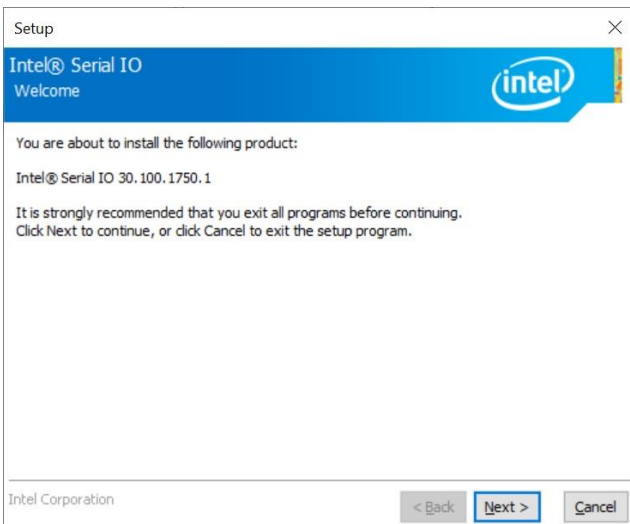 Setup
Intel® Serial IO
Welcome
intel
You are about to install the following product:
Intel® Serial IO 30.100.1750.1
It is strongly recommended that you exit all programs before continuing.
Click Next to continue, or click Cancel to exit the setup program.
Intel Corporation
< Back Next > Cancel